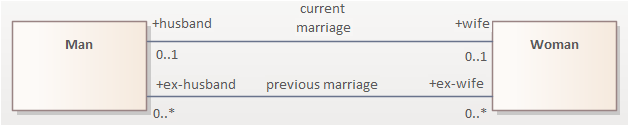 current
marriage
+husband
+wife
Man
Woman
0..1
0..1
+ex-husband
previous marriage
+ex-wife
0..*
0..*